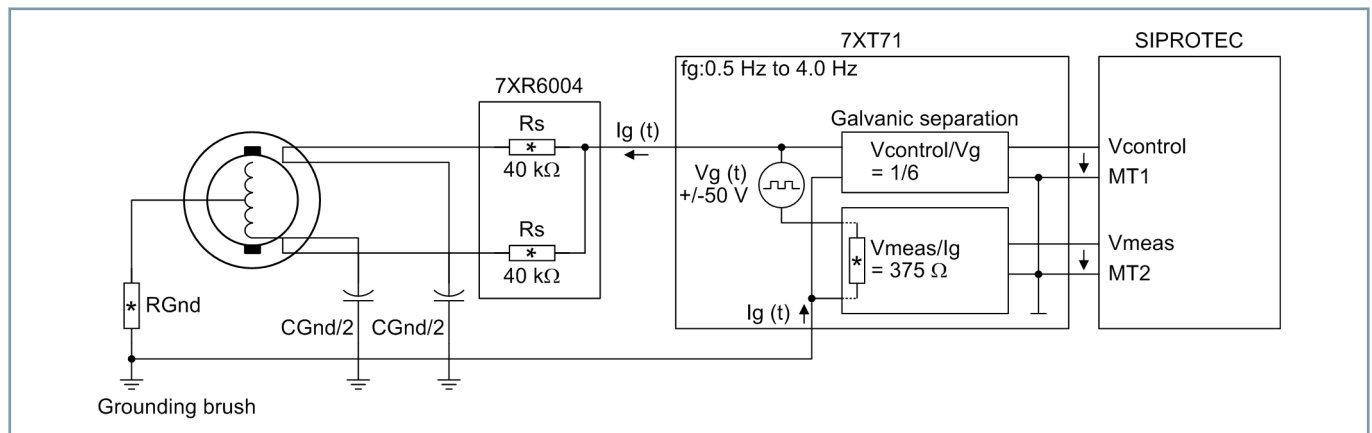 7XT71
SIPROTEC
fg:0.5 Hz to 4.0 Hz
7XR6004
Rs
*
40 kΩ
Rs
*
40 kΩ
Ig (t)
Galvanic separation
Vcontrol/Vg
= 1/6
Vg (t)
+/-50 V
Vmeas/Ig
= 375 Ω
*
Ig (t)
Vcontrol
MT1
Vmeas
MT2
*
RGnd
CGnd/2
CGnd/2
Grounding brush